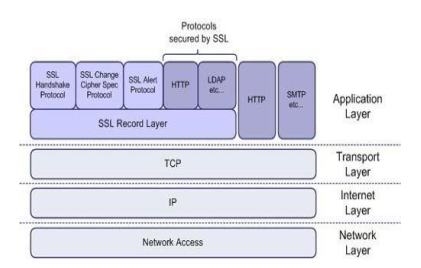 Protocols
secured by SSL
SSL
Handshake
Protocol
SSL Change
Cipher Spec
Protocol
SSL Alert
Protocol
HTTP
LDAP
etc...
HTTP
SMTP
etc...
SSL Record Layer
Application
Layer
TCP
Transport
Layer
IP
Internet
Layer
Network Access
Network
Layer